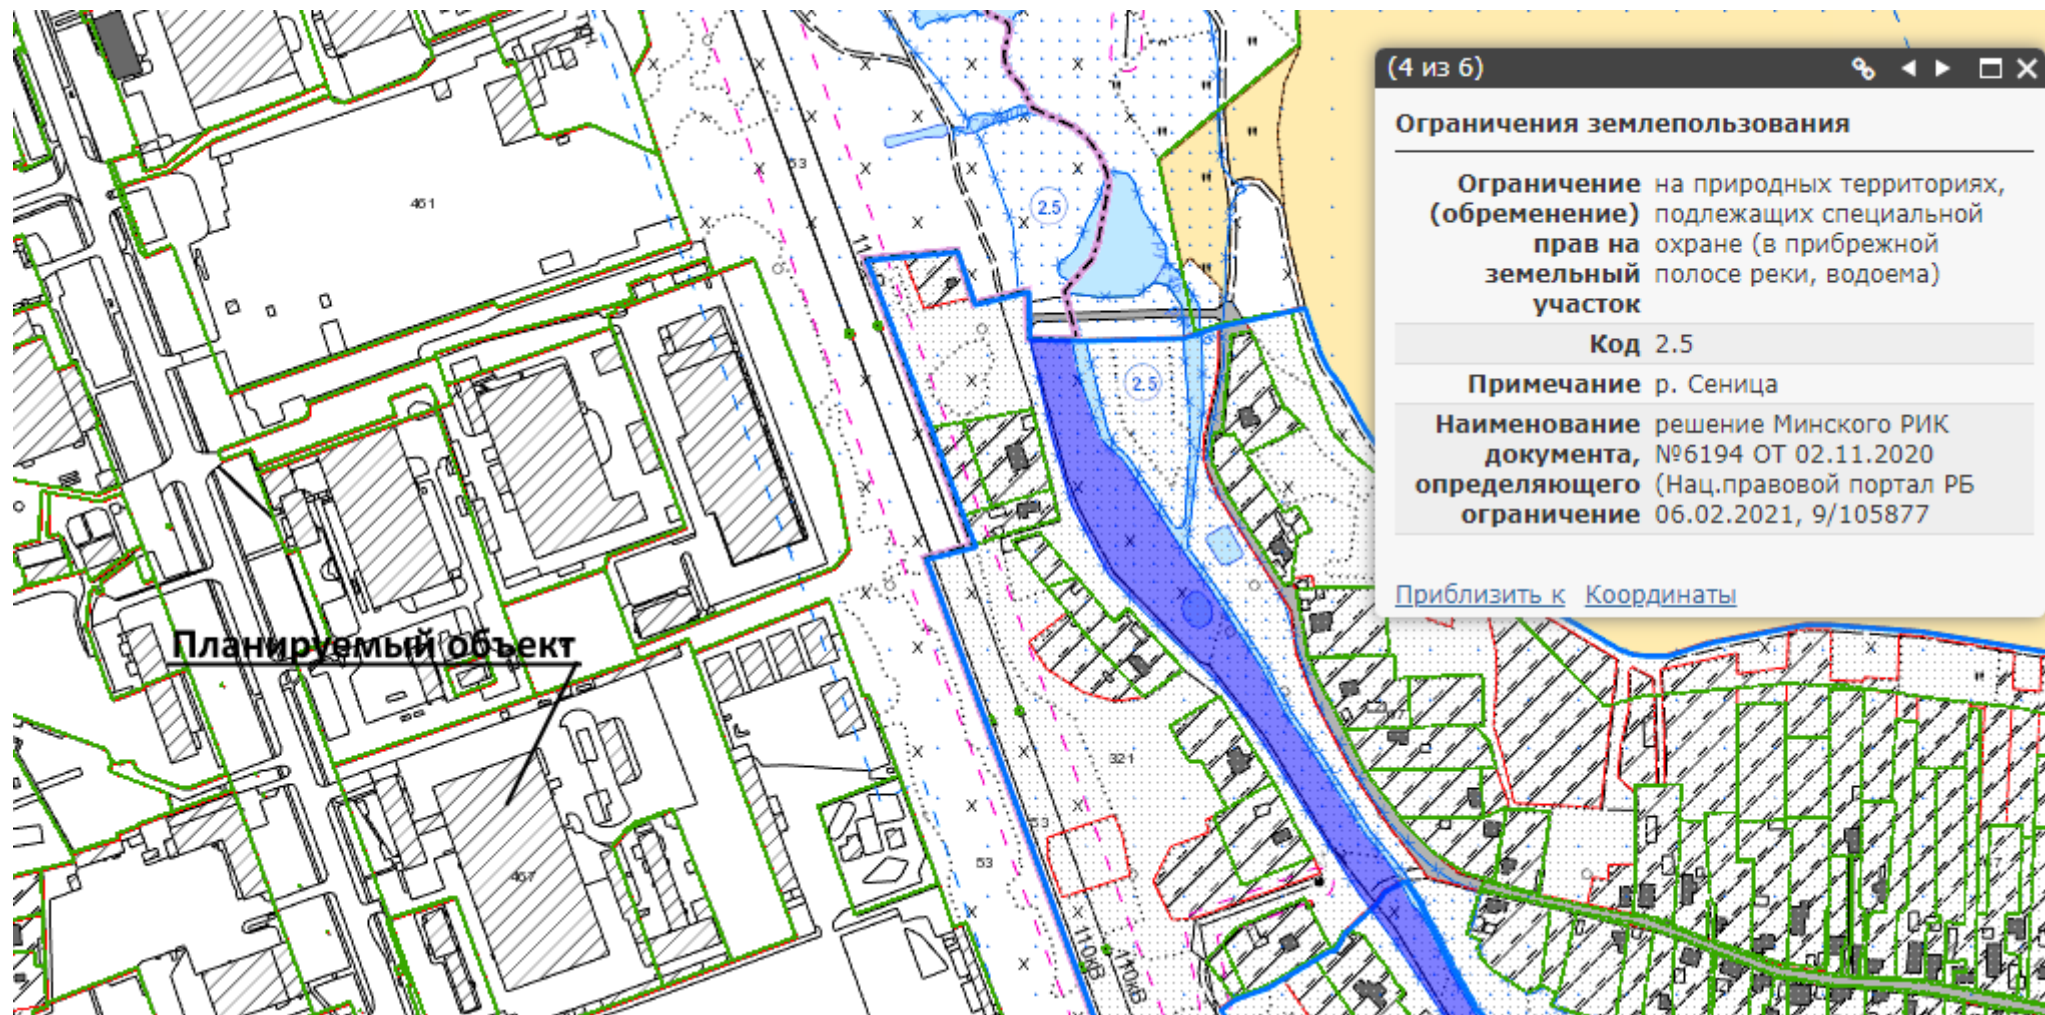 (4 из 6)
Ограничения землепользования
Ограничение на природных территориях,
(обременение) подлежащих специальной
прав на охране (в прибрежной
земельный полосе реки, водоема)
участок
Код 2.5
Примечание р. Сеница
Наименование решение Минского РИК
документа, №6194 ОТ 02.11.2020
определяющего (Нац.правовой портал РБ
ограничение 06.02.2021, 9/105877
Приблизить к Координаты
53
461
2.5
2.5
Планируемый объект
321
53
53
467
110кВ
110кВ